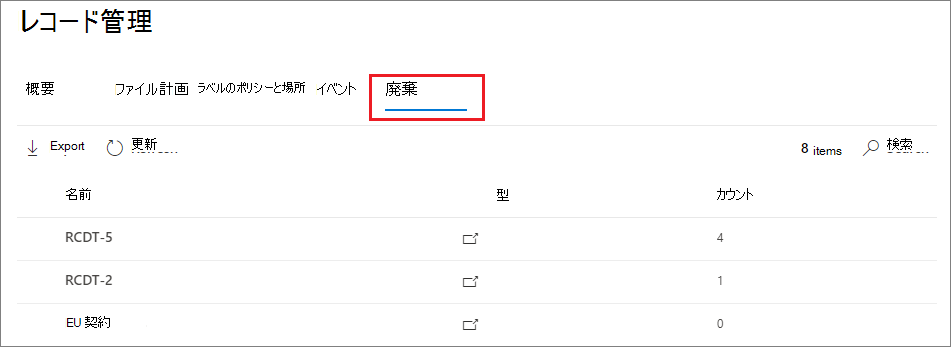 レコード管理
概要 ファイル計画 ラベルのポリシーと場所 イベント 廃棄
Export 更新 8 items 検索
名前 型 カウント
RCDT-5 4
RCDT-2 1
EU 契約 0